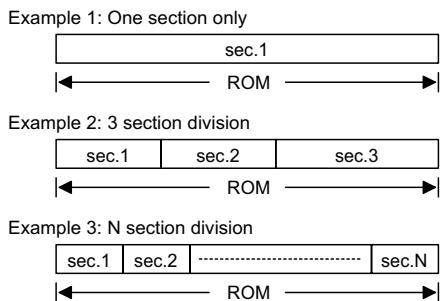 Example 1: One section only
sec.1
ROM
Example 2: 3 section division
sec.1 sec.2 sec.3
ROM
Example 3: N section division
sec.1 sec.2 sec.N
ROM